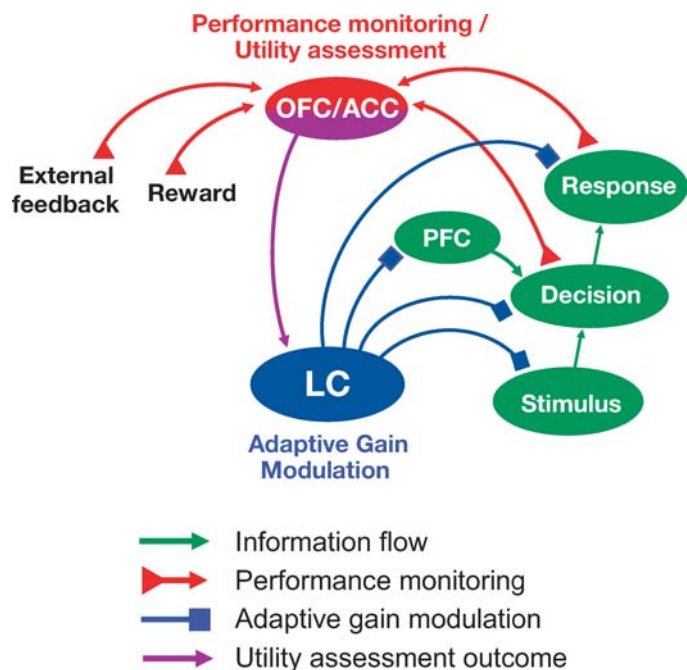 Performance monitoring /
Utility assessment
OFC/ACC
External
feedback
Reward
Response
PFC
Decision
LC
Stimulus
Adaptive Gain
Modulation
Information flow
Performance monitoring
Adaptive gain modulation
Utility assessment outcome